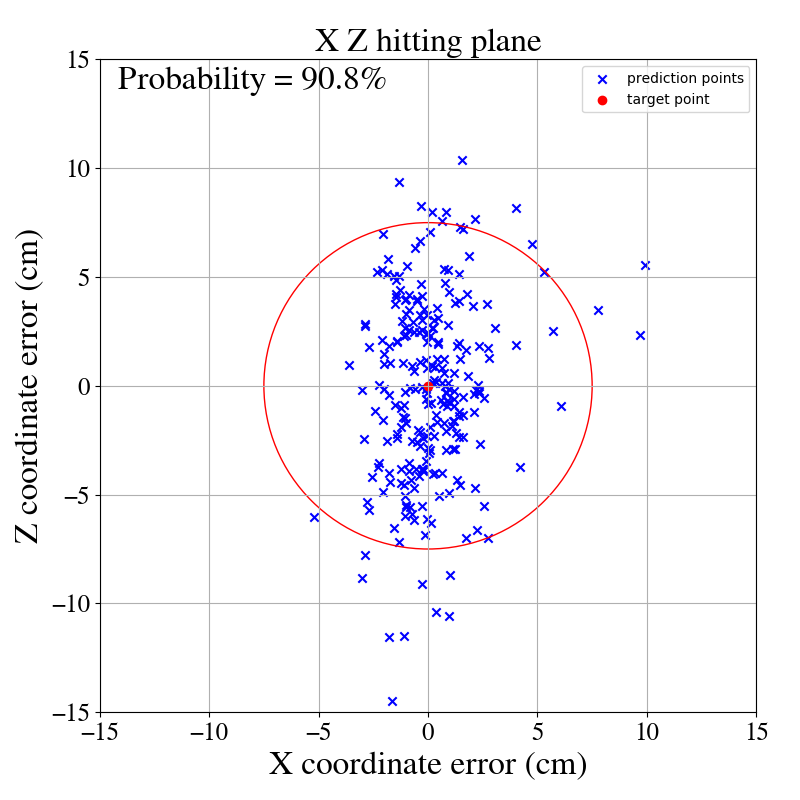 X Z hitting plane
Probability = 90.8%
prediction points
target point
15
10
5
0
−5
−10
−15
Z coordinate error (cm)
−15 −10 −5 0 5 10 15
X coordinate error (cm)